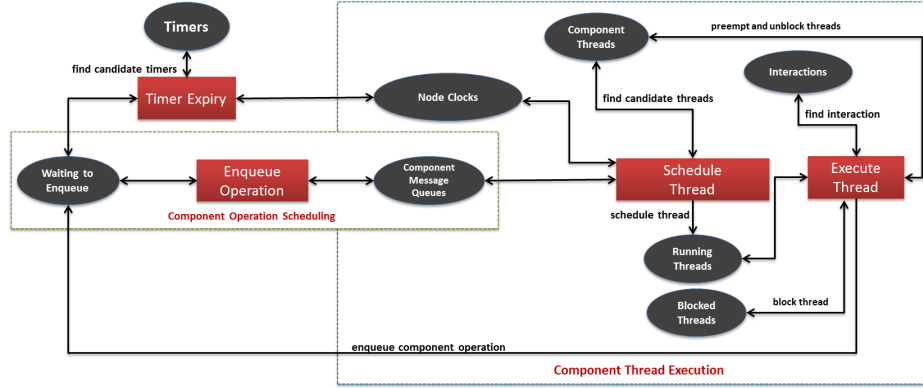 Timers
find candidate timers
Timer Expiry
Component
Threads
preempt and unblock threads
Interactions
Node Clocks
find candidate threads
find interaction
Waiting to
Enqueue
Enqueue
Operation
Component
Message
Queues
Schedule
Thread
Execute
Thread
Component Operation Scheduling
schedule thread
Running
Threads
Blocked
Threads
block thread
enqueue component operation
Component Thread Execution